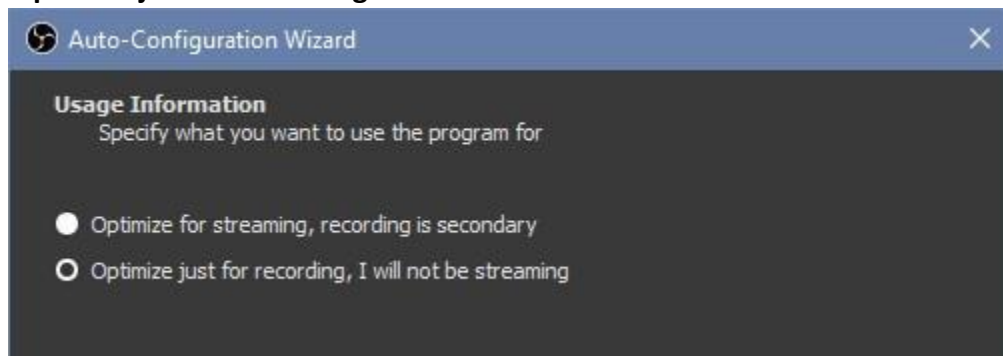 Auto-Configuration Wizard
Usage Information
Specify what you want to use the program for
Optimize for streaming, recording is secondary
Optimize just for recording, I will not be streaming